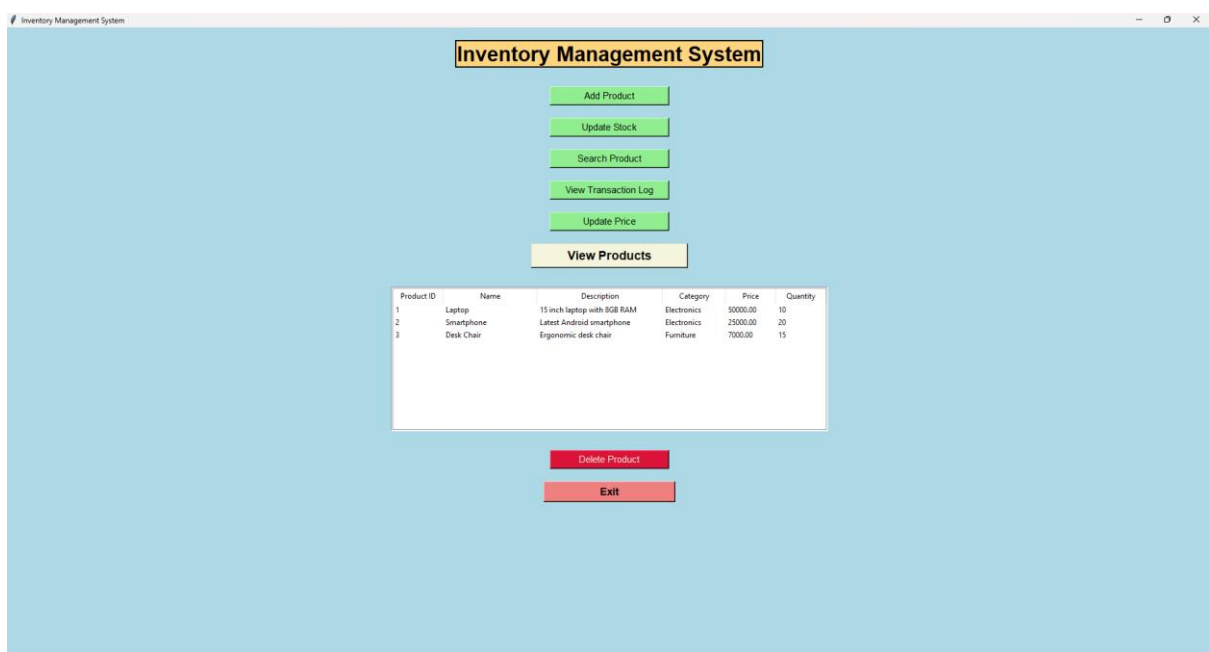 Inventory Management System
Inventory Management System
Add Product
Update Stock
Search Product
View Transaction Log
Update Price
View Products
Product ID Name Description Category Price Quantity
1 Laptop 15 inch laptop with 8GB RAM Electronics 50000.00 10
2 Smartphone Latest Android smartphone Electronics 25000.00 20
3 Desk Chair Ergonomic desk chair Furniture 7000.00 15
Delete Product
Exit